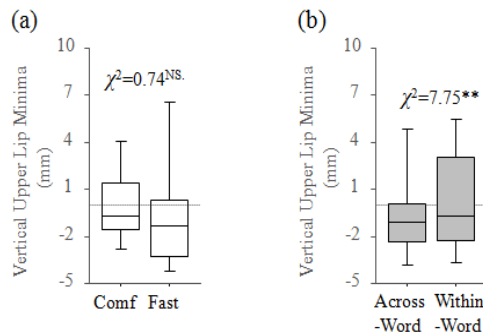 (a)
Vertical Upper Lip Minima
(mm)
10
7
4
1
-2
-5
χ²=0.74NS.
Comf Fast
(b)
Vertical Upper Lip Minima
(mm)
10
7
4
1
-2
-5
χ²=7.75**
Across Within
-Word -Word